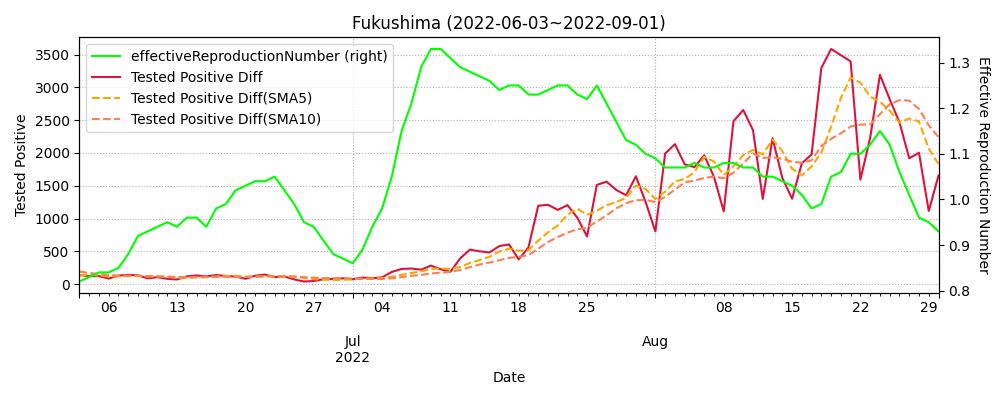 Fukushima (2022-06-03~2022-09-01)
effectiveReproductionNumber (right)
Tested Positive Diff
Tested Positive Diff(SMA5)
Tested Positive Diff(SMA10)
Tested Positive
3500
3000
2500
2000
1500
1000
500
0
1.3
1.2
1.1
1.0
0.9
0.8
Effective Reproduction Number
06 13 20 27 04 11 18 25 08 15 22 29
Jul Aug
2022
Date